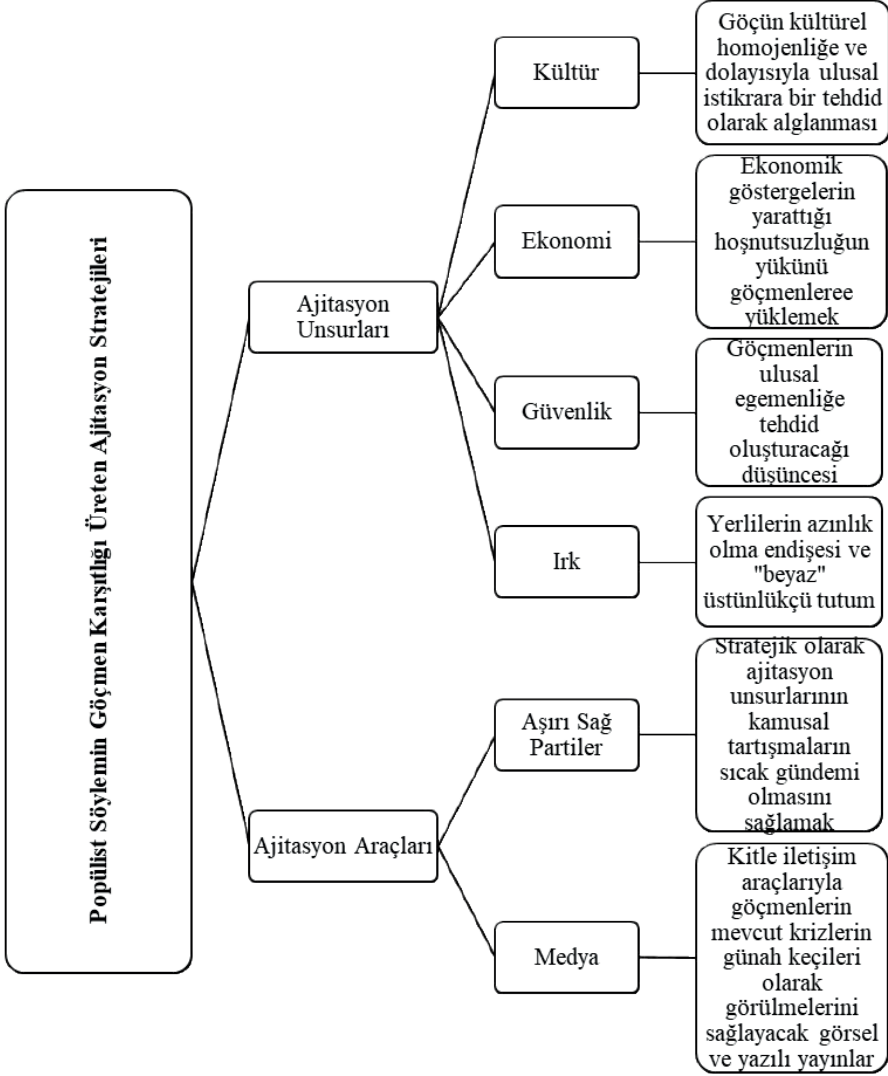 Popülist Söylemin Göçmen Karşıtlığı Üreten Ajitasyon Stratejileri
Ajitasyon
Unsurları
Kültür
Göçün kültürel
homojenliğe ve
dolayısıyla ulusal
istikrara bir tehdid
olarak alglanması
Ekonomi
Ekonomik
göstergelerin
yarattığı
hoşnutsuzluğun
yükünü
göçmenleree
yüklemek
Güvenlik
Göçmenlerin
ulusal
egemenliğe
tehdid
oluşturacağı
düşüncesi
Irk
Yerlilerin azınlık
olma endişesi ve
"beyaz"
üstünlükçü tutum
Ajitasyon Araçları
Aşırı Sağ
Partiler
Stratejik olarak
ajitasyon
unsurlarının
kamusal
tartışmaların
sıcak gündemi
olmasını
sağlamak
Medya
Kitle iletişim
araçlarıyla
göçmenlerin
mevcut krizlerin
günah keçileri
olarak
görülmelerini
sağlayacak görsel
ve yazılı yayınlar